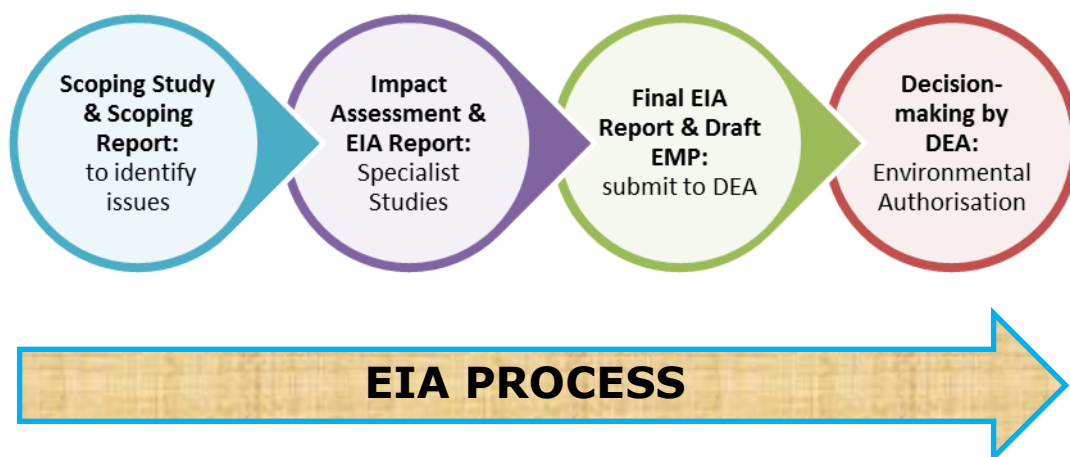 Scoping Study
& Scoping
Report:
to identify
issues
Impact
Assessment &
EIA Report:
Specialist
Studies
Final EIA
Report & Draft
EMP:
submit to DEA
Decision-
making by
DEA:
Environmental
Authorisation
EIA PROCESS